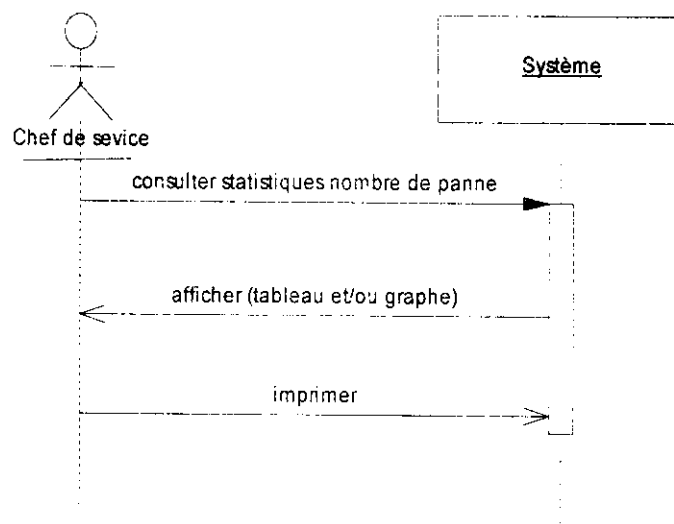 Système
Chef de sevice
consulter statistiques nombre de panne
afficher (tableau et/ou graphe)
imprimer